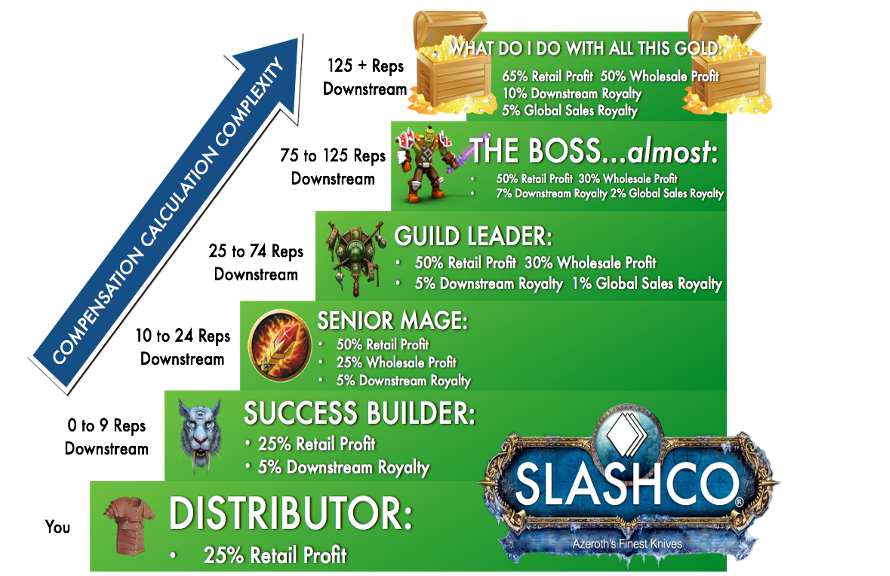 COMPENSATION CALCULATION COMPLEXITY
125 + Reps
Downstream
WHAT DO I DO WITH ALL THIS GOLD:
65% Retail Profit 50% Wholesale Profit
10% Downstream Royalty
5% Global Sales Royalty
75 to 125 Reps
Downstream
THE BOSS...almost:
• 50% Retail Profit 30% Wholesale Profit
• 7% Downstream Royalty 2% Global Sales Royalty
25 to 74 Reps
Downstream
GUILD LEADER:
• 50% Retail Profit 30% Wholesale Profit
• 5% Downstream Royalty 1% Global Sales Royalty
10 to 24 Reps
Downstream
SENIOR MAGE:
• 50% Retail Profit
• 25% Wholesale Profit
• 5% Downstream Royalty
0 to 9 Reps
Downstream
SUCCESS BUILDER:
• 25% Retail Profit
• 5% Downstream Royalty
You
DISTRIBUTOR:
• 25% Retail Profit
SLASHCO®
Azeroth's Finest Knives